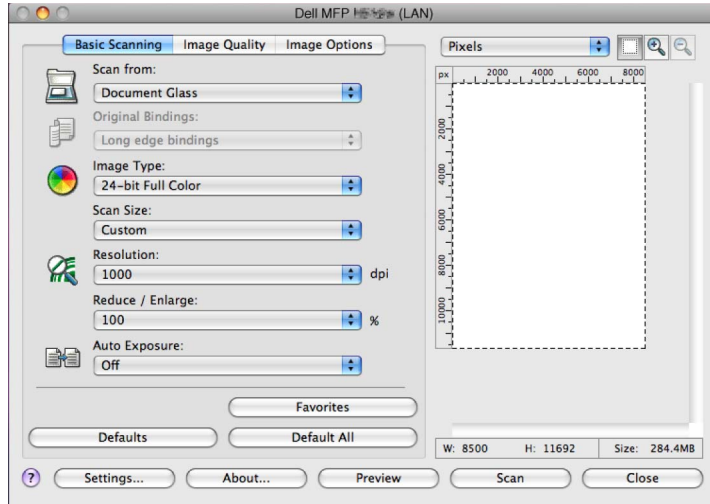 Dell MFP (LAN)
Basic Scanning Image Quality Image Options
Scan from:
Document Glass
Original Bindings:
Long edge bindings
Image Type:
24-bit Full Color
Scan Size:
Custom
Resolution:
1000 dpi
Reduce / Enlarge:
100 %
Auto Exposure:
Off
Favorites
Defaults Default All
Pixels
px 2000 4000 6000 8000
2000
4000
6000
8000
10000
W: 8500 H: 11692 Size: 284.4MB
? Settings... About... Preview Scan Close